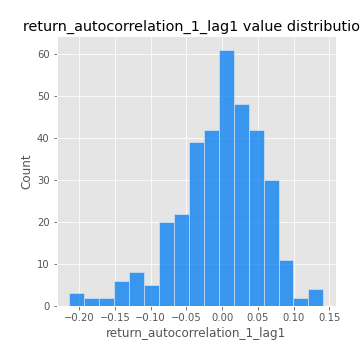 return_autocorrelation_1_lag1 value distributio
60
50
40
30
20
10
0
Count
−0.20 −0.15 −0.10 −0.05 0.00 0.05 0.10 0.15
return_autocorrelation_1_lag1